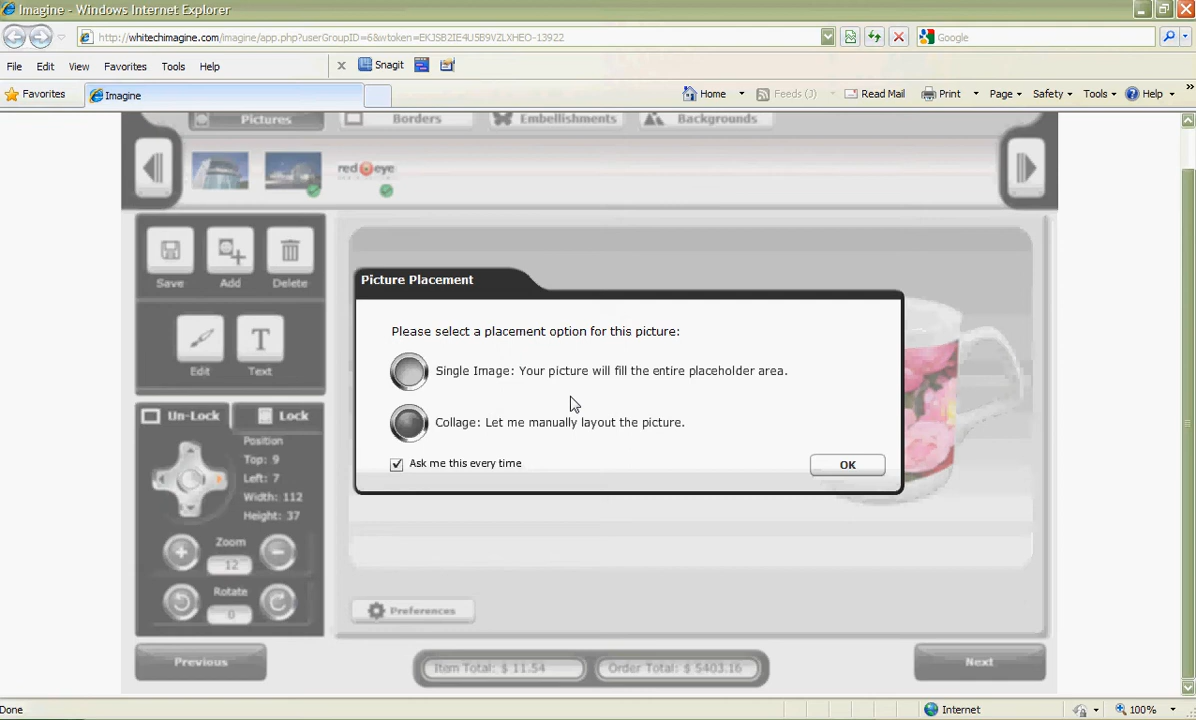 Imagine - Windows Internet Explorer
http://whitechimagine.com/imagine/app.php?userGroupID=6&wtoken=EKJSB2IE4U5B9VZLXHEO-13922
Google
File Edit View Favorites Tools Help
x Snagit
Favorites Imagine Home Feeds (J) Read Mail Print Page Safety Tools Help
Pictures Borders Embellishments Backgrounds
red eye
Save Add Delete
Picture Placement
Please select a placement option for this picture:
Edit Text
Single Image: Your picture will fill the entire placeholder area.
Un-Lock Lock
Collage: Let me manually layout the picture.
Position
Top: 9
Left: 7
Width: 112
Height: 37
Ask me this every time OK
Zoom
12
Rotate
0
Preferences
Previous Item Total: $ 11.54 Order Total: $ 5403.16 Next
Done Internet 100%